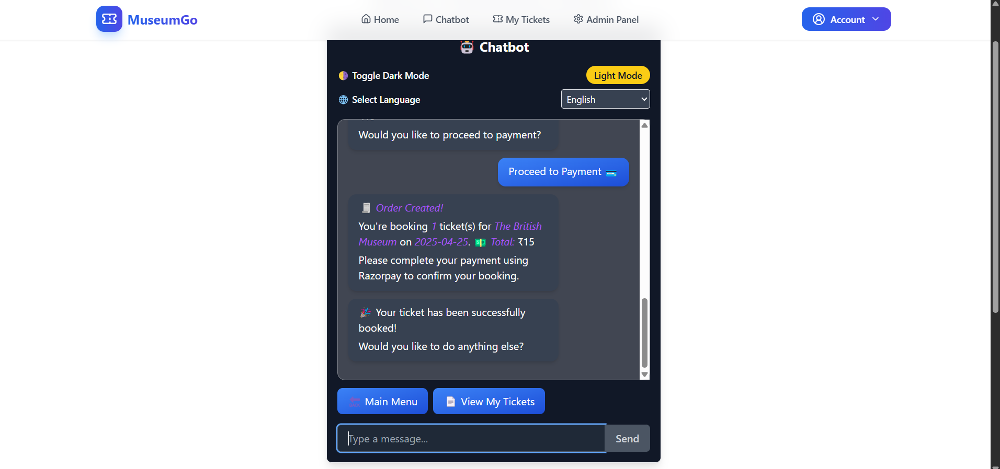 MuseumGo
Home
Chatbot
My Tickets
Admin Panel
Account
Chatbot
Toggle Dark Mode
Light Mode
Select Language
English
Would you like to proceed to payment?
Proceed to Payment
Order Created!
You're booking 1 ticket(s) for The British
Museum on 2025-04-25. Total: ₹15
Please complete your payment using
Razorpay to confirm your booking.
Your ticket has been successfully
booked!
Would you like to do anything else?
Main Menu
View My Tickets
Type a message...
Send